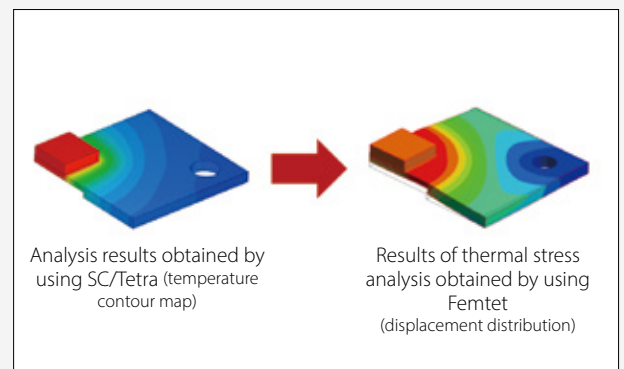 Analysis results obtained by
using SC/Tetra (temperature
contour map)
Results of thermal stress
analysis obtained by using
Femtet
(displacement distribution)